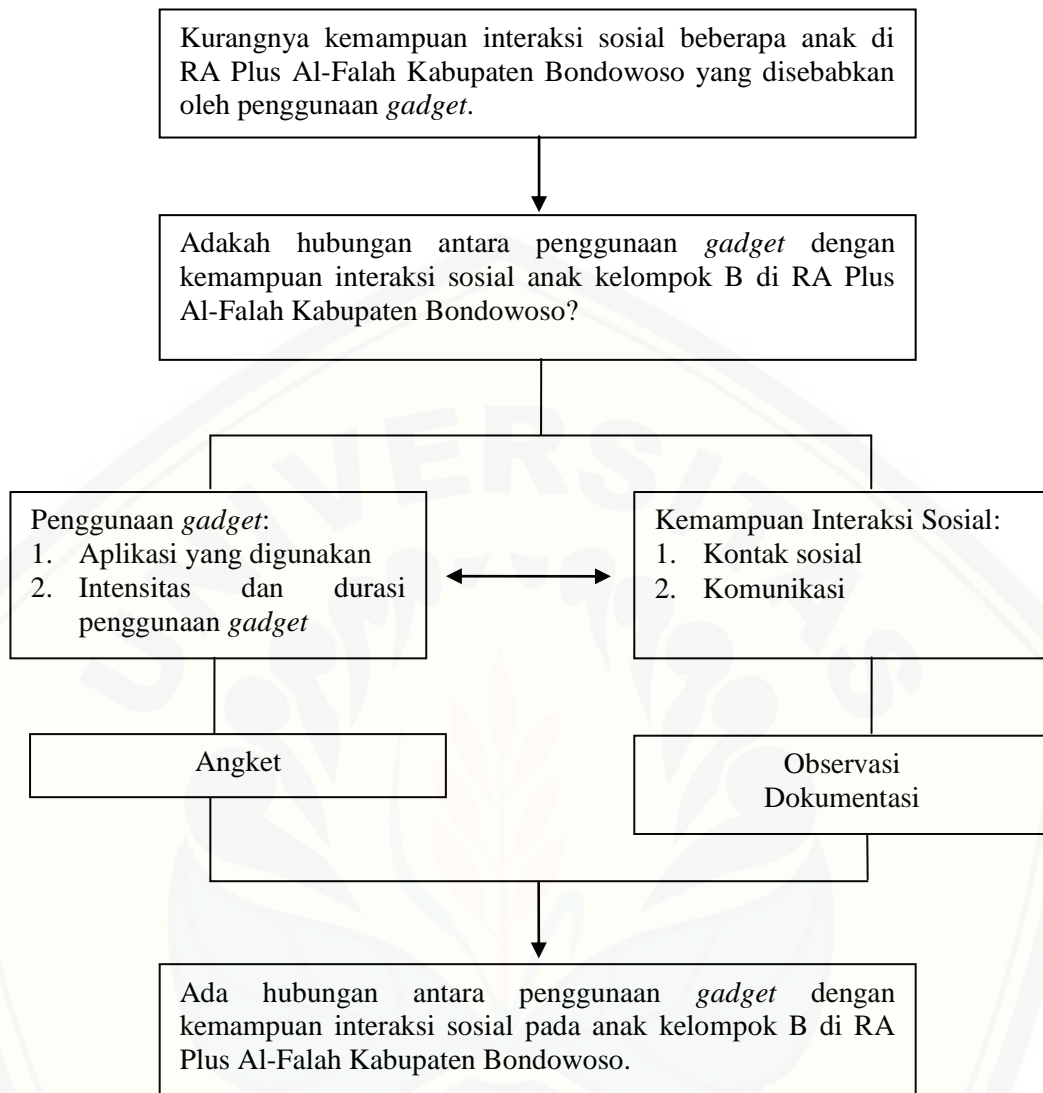 Kurangnya kemampuan interaksi sosial beberapa anak di
RA Plus Al-Falah Kabupaten Bondowoso yang disebabkan
oleh penggunaan gadget.
Adakah hubungan antara penggunaan gadget dengan
kemampuan interaksi sosial anak kelompok B di RA Plus
Al-Falah Kabupaten Bondowoso?
UNIVERSITAS
Penggunaan gadget:
1. Aplikasi yang digunakan
2. Intensitas dan durasi
penggunaan gadget
Kemampuan Interaksi Sosial:
1. Kontak sosial
2. Komunikasi
Angket
Observasi
Dokumentasi
Ada hubungan antara penggunaan gadget dengan
kemampuan interaksi sosial pada anak kelompok B di RA
Plus Al-Falah Kabupaten Bondowoso.